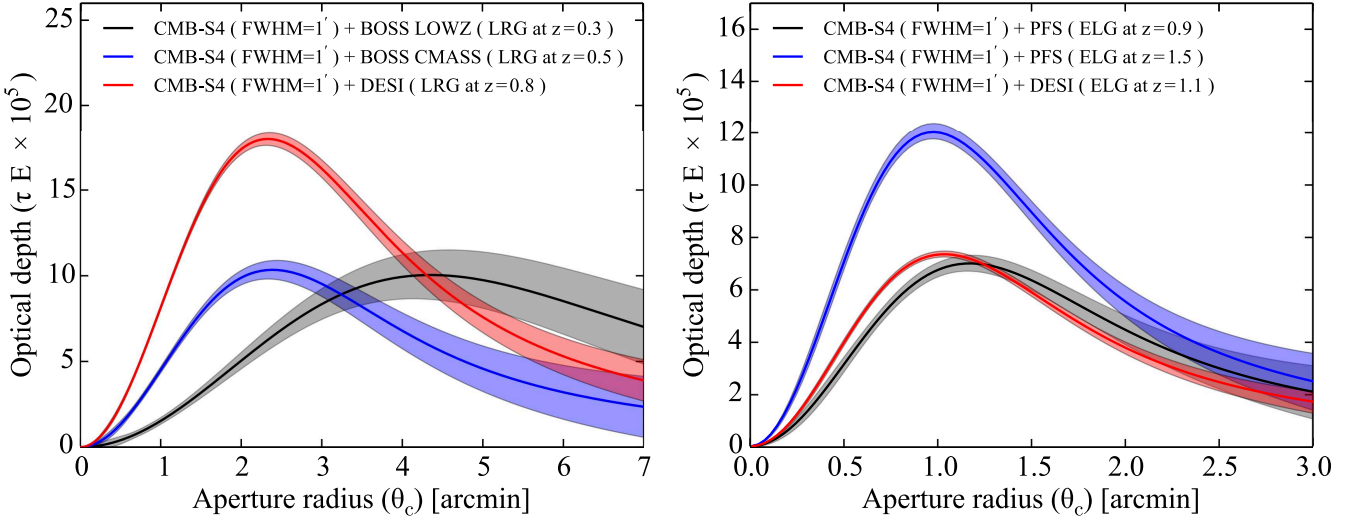 CMB-S4 ( FWHM=1′ ) + BOSS LOWZ ( LRG at z=0.3 )
CMB-S4 ( FWHM=1′ ) + BOSS CMASS ( LRG at z=0.5 )
CMB-S4 ( FWHM=1′ ) + DESI ( LRG at z=0.8 )
Optical depth (τ E × 10⁵)
25
20
15
10
5
0
0 1 2 3 4 5 6 7
Aperture radius (θc) [arcmin]
CMB-S4 ( FWHM=1′ ) + PFS ( ELG at z=0.9 )
CMB-S4 ( FWHM=1′ ) + PFS ( ELG at z=1.5 )
CMB-S4 ( FWHM=1′ ) + DESI ( ELG at z=1.1 )
Optical depth (τ E × 10⁵)
16
14
12
10
8
6
4
2
0
0.0 0.5 1.0 1.5 2.0 2.5 3.0
Aperture radius (θc) [arcmin]